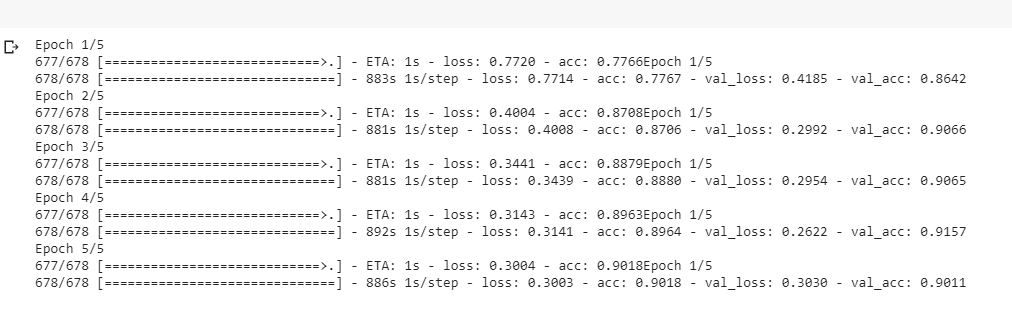 Epoch 1/5
677/678 [============================>.] - ETA: 1s - loss: 0.7720 - acc: 0.7766Epoch 1/5
678/678 [==============================] - 883s 1s/step - loss: 0.7714 - acc: 0.7767 - val_loss: 0.4185 - val_acc: 0.8642
Epoch 2/5
677/678 [============================>.] - ETA: 1s - loss: 0.4004 - acc: 0.8708Epoch 1/5
678/678 [==============================] - 881s 1s/step - loss: 0.4008 - acc: 0.8706 - val_loss: 0.2992 - val_acc: 0.9066
Epoch 3/5
677/678 [============================>.] - ETA: 1s - loss: 0.3441 - acc: 0.8879Epoch 1/5
678/678 [==============================] - 881s 1s/step - loss: 0.3439 - acc: 0.8880 - val_loss: 0.2954 - val_acc: 0.9065
Epoch 4/5
677/678 [============================>.] - ETA: 1s - loss: 0.3143 - acc: 0.8963Epoch 1/5
678/678 [==============================] - 892s 1s/step - loss: 0.3141 - acc: 0.8964 - val_loss: 0.2622 - val_acc: 0.9157
Epoch 5/5
677/678 [============================>.] - ETA: 1s - loss: 0.3004 - acc: 0.9018Epoch 1/5
678/678 [==============================] - 886s 1s/step - loss: 0.3003 - acc: 0.9018 - val_loss: 0.3030 - val_acc: 0.9011